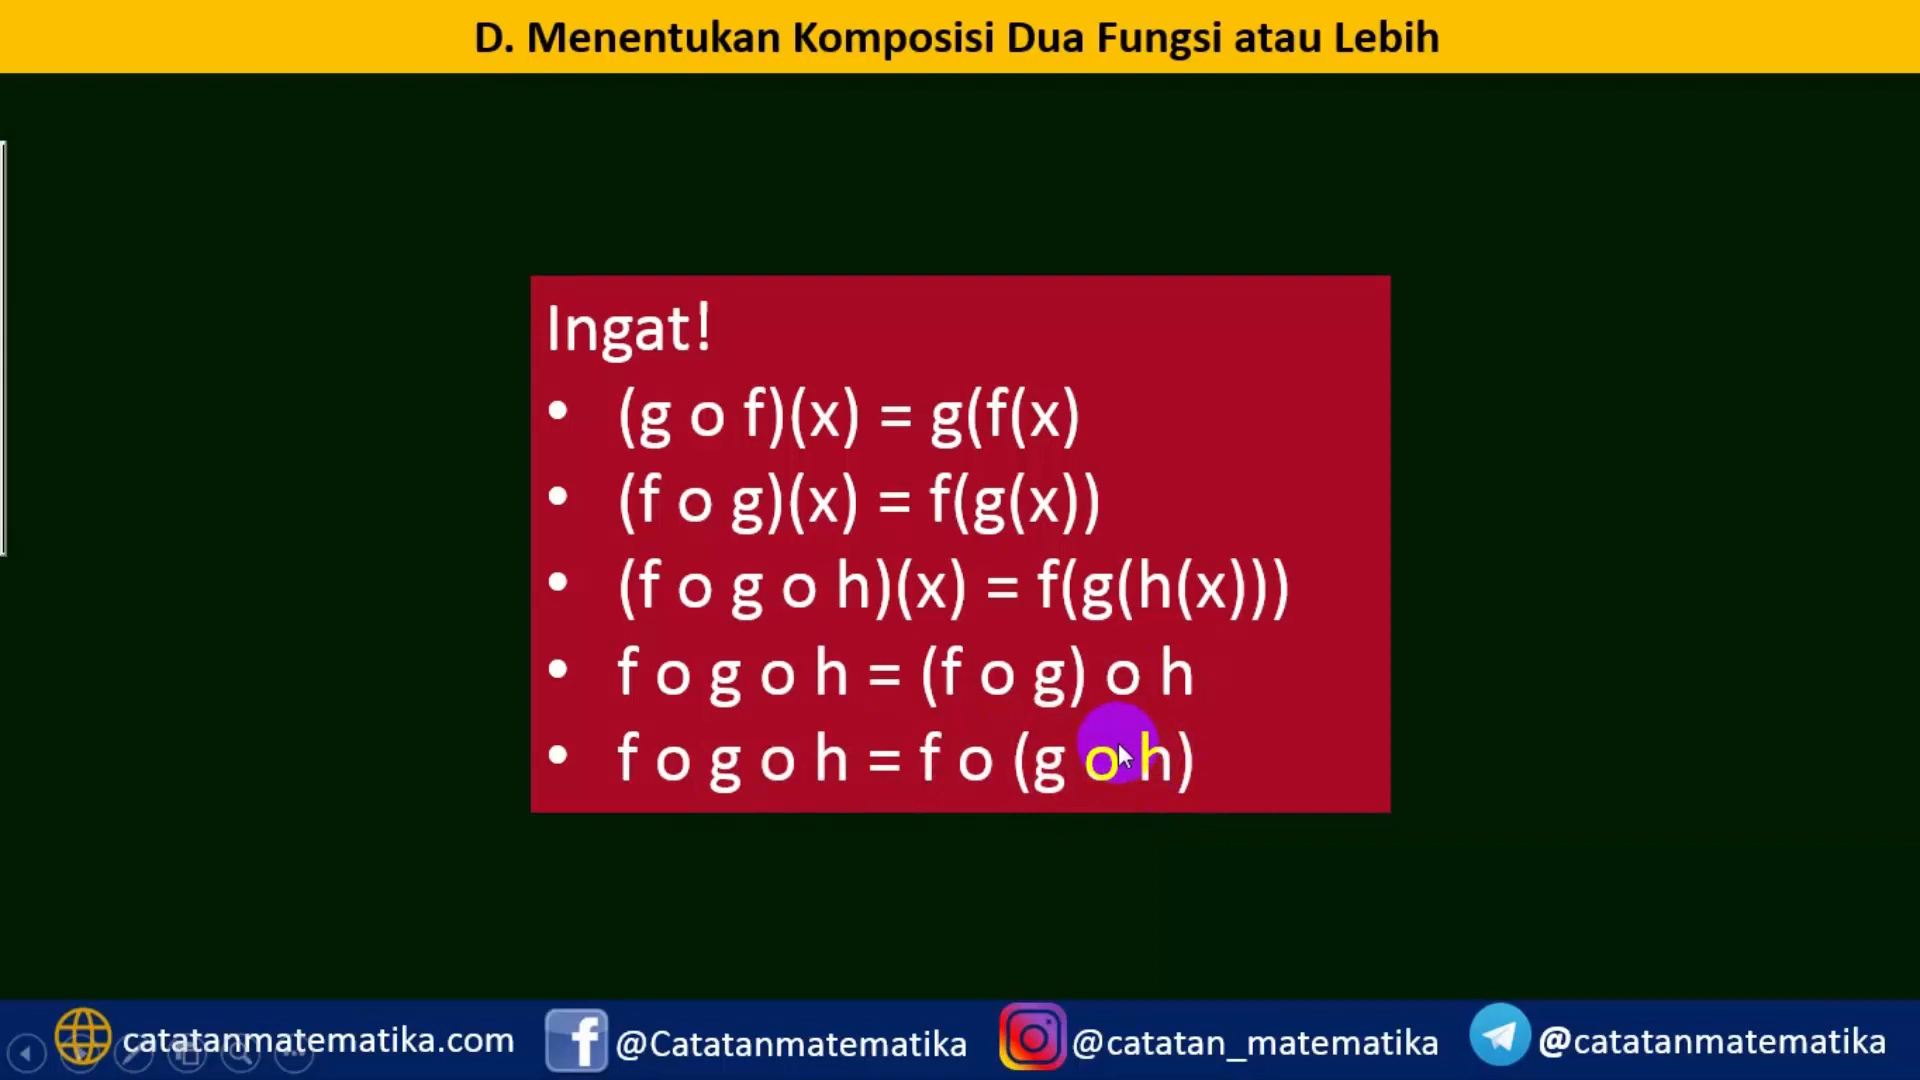 D. Menentukan Komposisi Dua Fungsi atau Lebih
Ingat!
• (g o f)(x) = g(f(x)
• (f o g)(x) = f(g(x))
• (f o g o h)(x) = f(g(h(x)))
• f o g o h = (f o g) o h
• f o g o h = f o (g o h)
catatanmatematika.com @Catatanmatematika @catatan_matematika @catatanmatematika